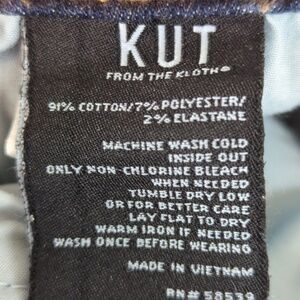 KUT
FROM THE KLOTH®
91% COTTON/7% POLYESTER/
2% ELASTANE
MACHINE WASH COLD
INSIDE OUT
ONLY NON-CHLORINE BLEACH
WHEN NEEDED
TUMBLE DRY LOW
OR FOR BETTER CARE
LAY FLAT TO DRY
WARM IRON IF NEEDED
WASH ONCE BEFORE WEARING
MADE IN VIETNAM
RN# 58539